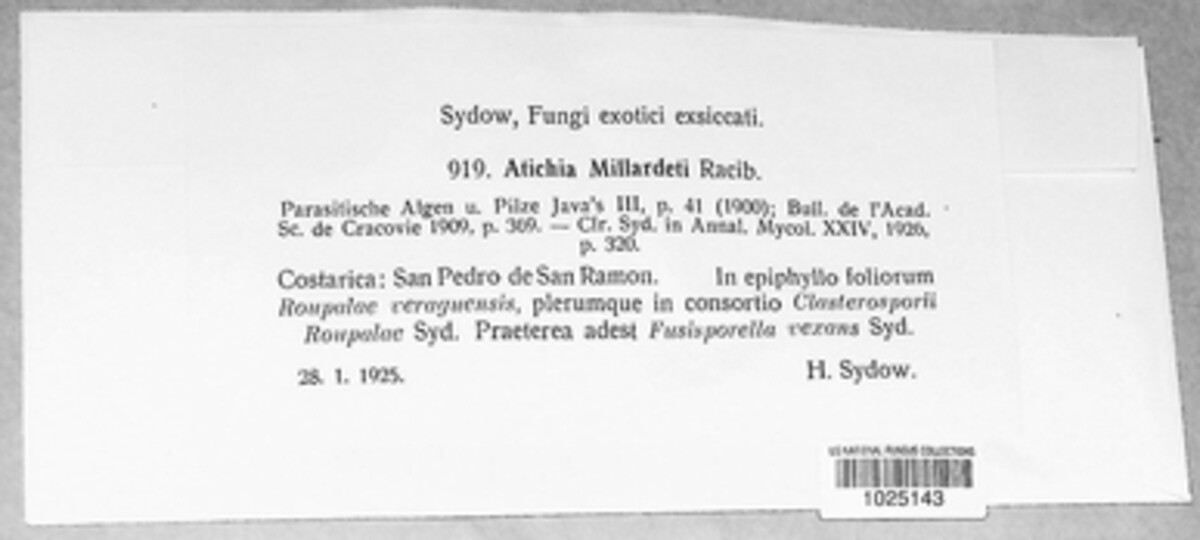 Sydow, Fungi exotici exsiccati.
919. Atichia Millardeti Racib.
Parasitische Algen u. Pilze Java's III, p. 41 (1900); Bull. de l'Acad.
Sc. de Cracovie 1909, p. 369. — Cfr. Syd. in Annal. Mycol. XXIV, 1926,
p. 320.
Costarica: San Pedro de San Ramon. In epiphyllo foliorum
Roupalae veraguensis, plerumque in consortio Clasterosporii
Roupalae Syd. Praeterea adest Fusisporella vexans Syd.
28. 1. 1925. H. Sydow.
US NATIONAL FUNGUS COLLECTIONS
1025143